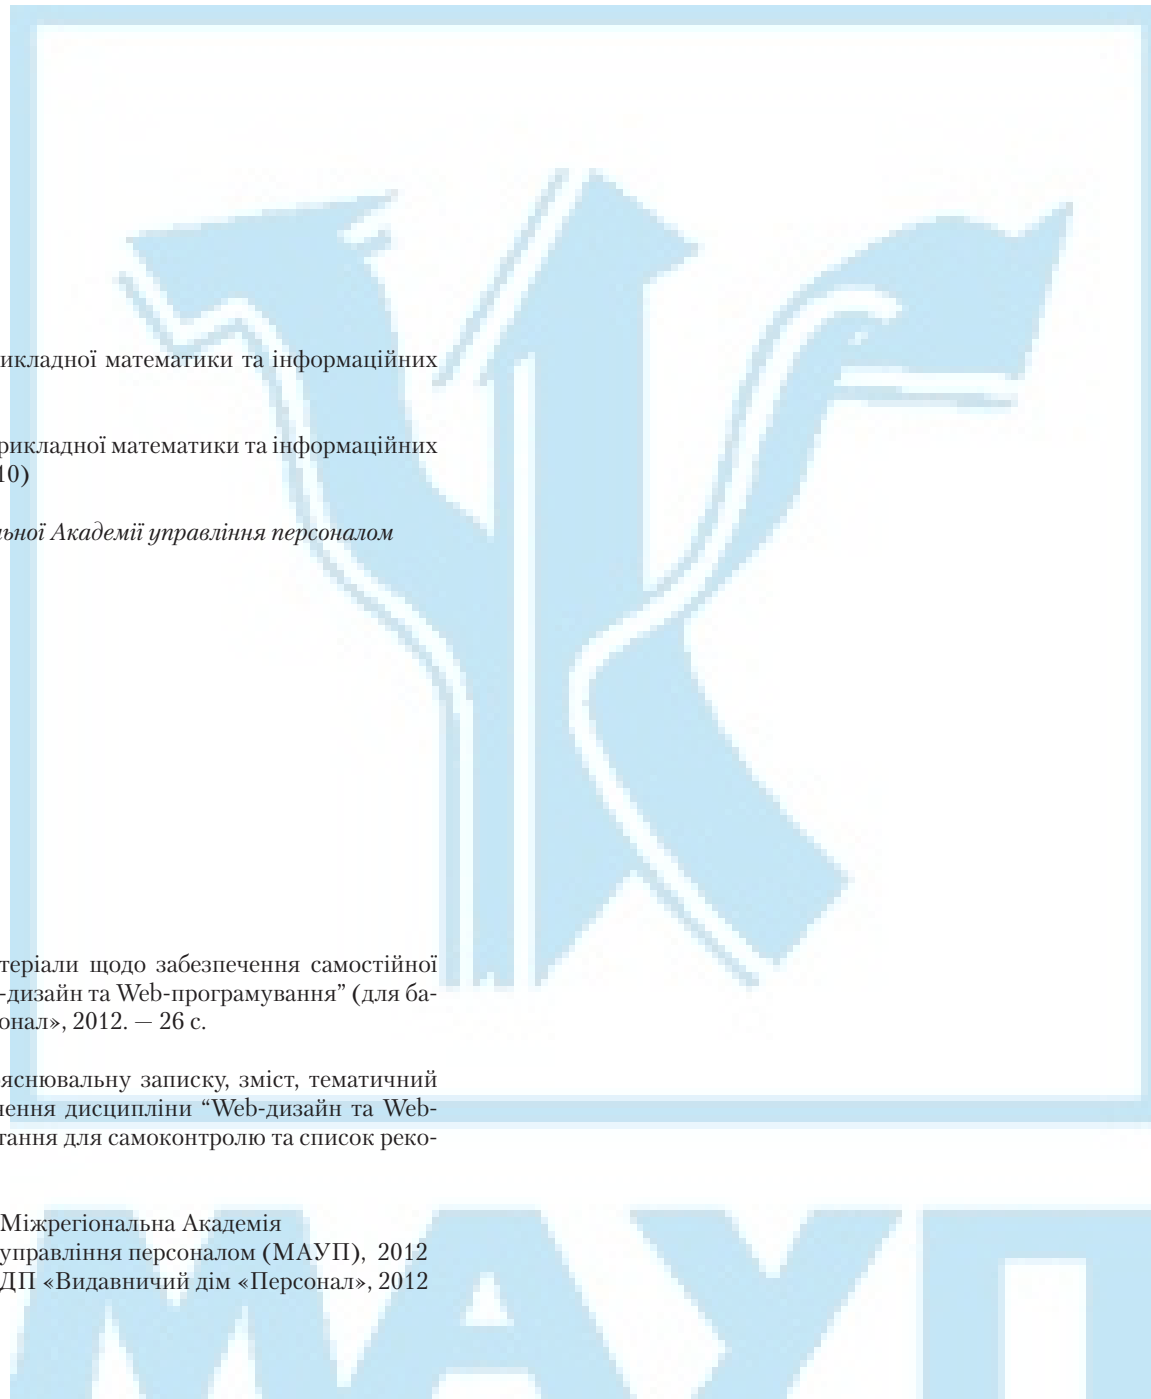 икладної математики та інформаційних
рикладної математики та інформаційних
10)
льної Академії управління персоналом
теріали щодо забезпечення самостійної
-дизайн та Web-програмування” (для ба-
онал», 2012. — 26 с.
яснювальну записку, зміст, тематичний
чення дисципліни “Web-дизайн та Web-
тання для самоконтролю та список реко-
Міжрегіональна Академія
управління персоналом (МАУП), 2012
ДП «Видавничий дім «Персонал», 2012
МАУП